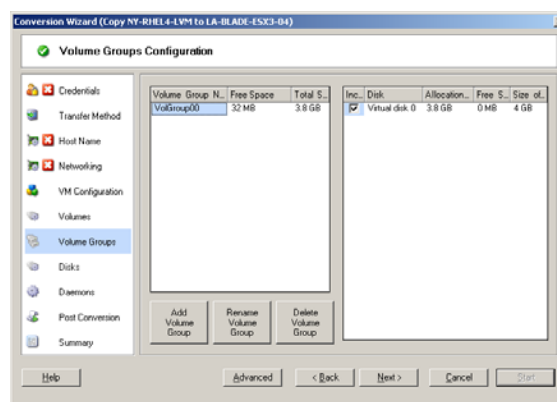 Conversion Wizard (Copy NY-RHEL4-LVM to LA-BLADE-ESX3-04)
Volume Groups Configuration
Credentials
Transfer Method
Host Name
Networking
VM Configuration
Volumes
Volume Groups
Disks
Daemons
Post Conversion
Summary
Volume Group N... Free Space Total S...
VolGroup00 32 MB 3.8 GB
Inc... Disk Allocation... Free S... Size of...
Virtual disk 0 3.8 GB 0 MB 4 GB
Add Volume Group
Rename Volume Group
Delete Volume Group
Help
Advanced
< Back
Next >
Cancel
Start